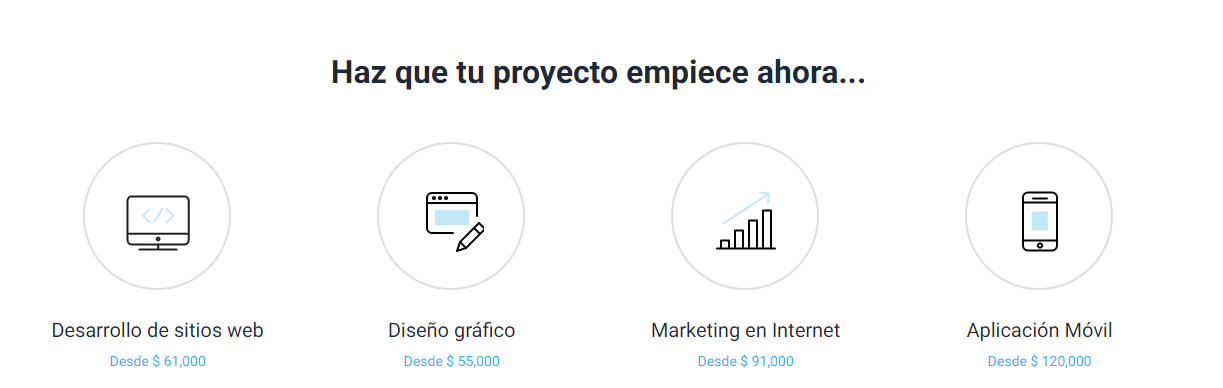 Haz que tu proyecto empiece ahora...
</>
Desarrollo de sitios web
Desde $ 61,000
Diseño gráfico
Desde $ 55,000
Marketing en Internet
Desde $ 91,000
Aplicación Móvil
Desde $ 120,000